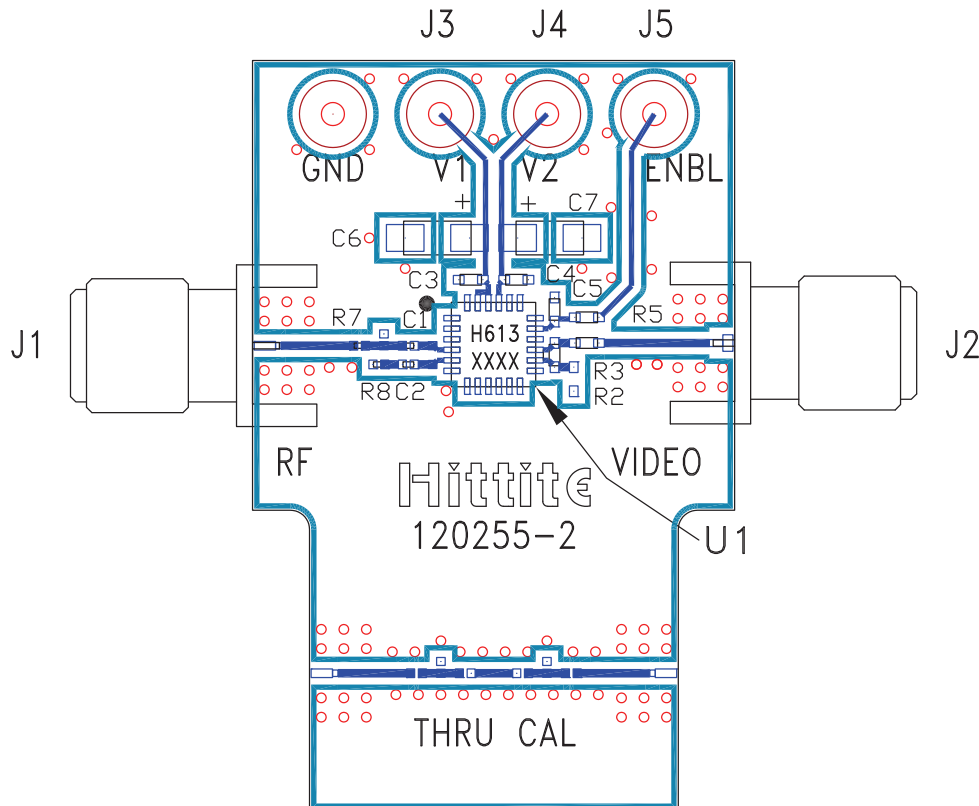 J3 J4 J5
GND V1 V2 ENBL
+ +
C7
C6
C3 C4
C5
R7 C1 R5
H613
J1 XXXX J2
R3
R8 C2 R2
RF VIDEO
Hittite
120255-2
U1
THRU CAL